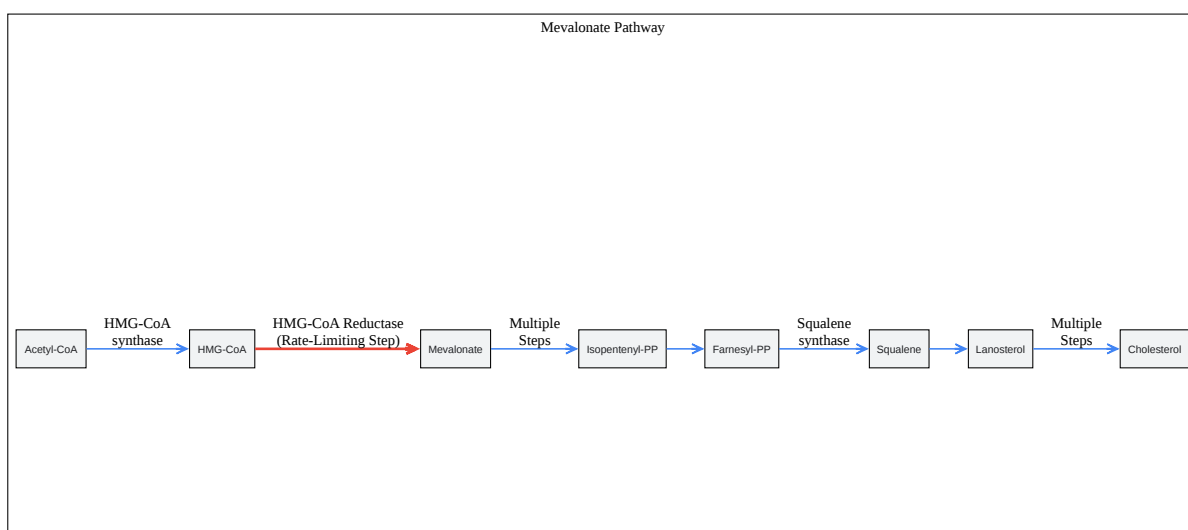 Mevalonate Pathway
Acetyl-CoA
HMG-CoA
synthase
HMG-CoA
HMG-CoA Reductase
(Rate-Limiting Step)
Mevalonate
Multiple
Steps
Isopentenyl-PP
Farnesyl-PP
Squalene
synthase
Squalene
Lanosterol
Multiple
Steps
Cholesterol